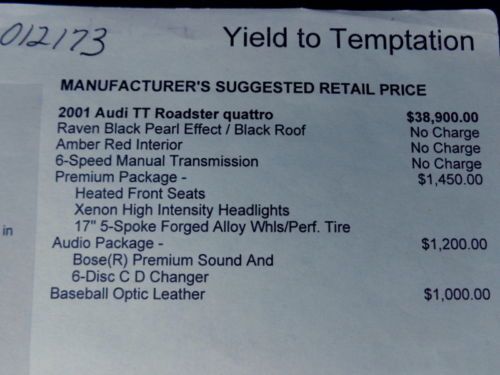 012173
Yield to Temptation
MANUFACTURER'S SUGGESTED RETAIL PRICE
2001 Audi TT Roadster quattro $38,900.00
Raven Black Pearl Effect / Black Roof No Charge
Amber Red Interior No Charge
6-Speed Manual Transmission No Charge
Premium Package - $1,450.00
Heated Front Seats
Xenon High Intensity Headlights
17" 5-Spoke Forged Alloy Whls/Perf. Tire
in
Audio Package - $1,200.00
Bose(R) Premium Sound And
6-Disc C D Changer
Baseball Optic Leather $1,000.00